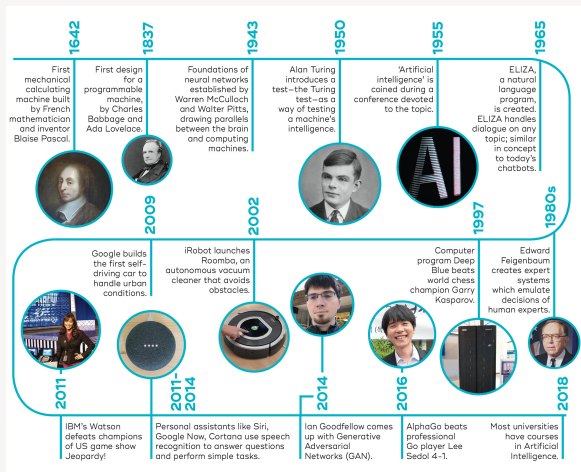 1642
First
mechanical
calculating
machine built
by French
mathematician
and inventor
Blaise Pascal.
1837
First design
for a
programmable
machine,
by Charles
Babbage and
Ada Lovelace.
1943
Foundations of
neural networks
established by
Warren McCulloch
and Walter Pitts,
drawing parallels
between the brain
and computing
machines.
1950
Alan Turing
introduces a
test—the Turing
test—as a
way of testing
a machine's
intelligence.
1955
'Artificial
intelligence' is
coined during a
conference devoted
to the topic.
AI
1965
ELIZA,
a natural
language
program,
is created.
ELIZA handles
dialogue on any
topic; similar
in concept
to today's
chatbots.
1980s
Edward
Feigenbaum
creates expert
systems
which emulate
decisions of
human experts.
1997
Computer
program Deep
Blue beats
world chess
champion Garry
Kasparov.
2002
iRobot launches
Roomba, an
autonomous vacuum
cleaner that avoids
obstacles.
2009
Google builds
the first self-
driving car to
handle urban
conditions.
2011
IBM's Watson
defeats champions
of US game show
Jeopardy!
2011-
2014
Personal assistants like Siri,
Google Now, Cortana use speech
recognition to answer questions
and perform simple tasks.
2014
Ian Goodfellow comes
up with Generative
Adversarial
Networks (GAN).
2016
AlphaGo beats
professional
Go player Lee
Sedol 4-1.
2018
Most universities
have courses
in Artificial
Intelligence.